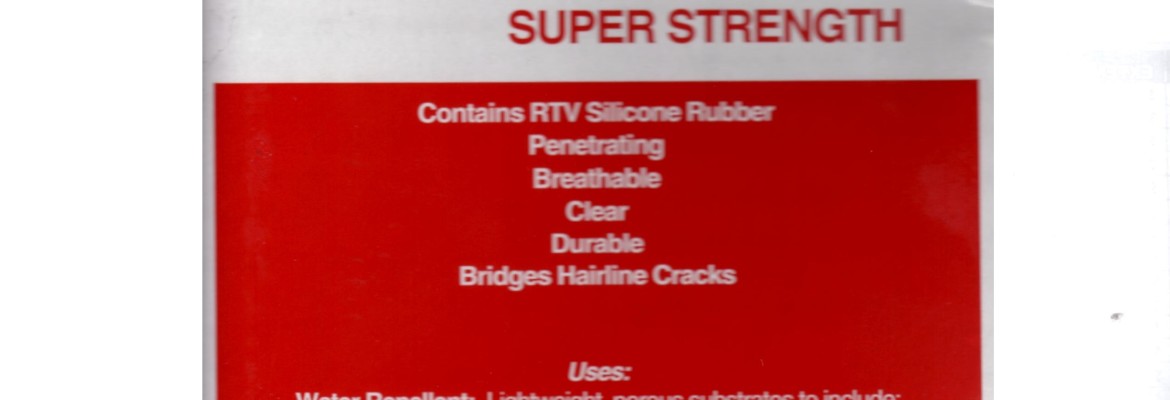 SUPER STRENGTH
Contains RTV Silicone Rubber
Penetrating
Breathable
Clear
Durable
Bridges Hairline Cracks
Uses:
Water Repellent: Lightweight, porous substrates to include: